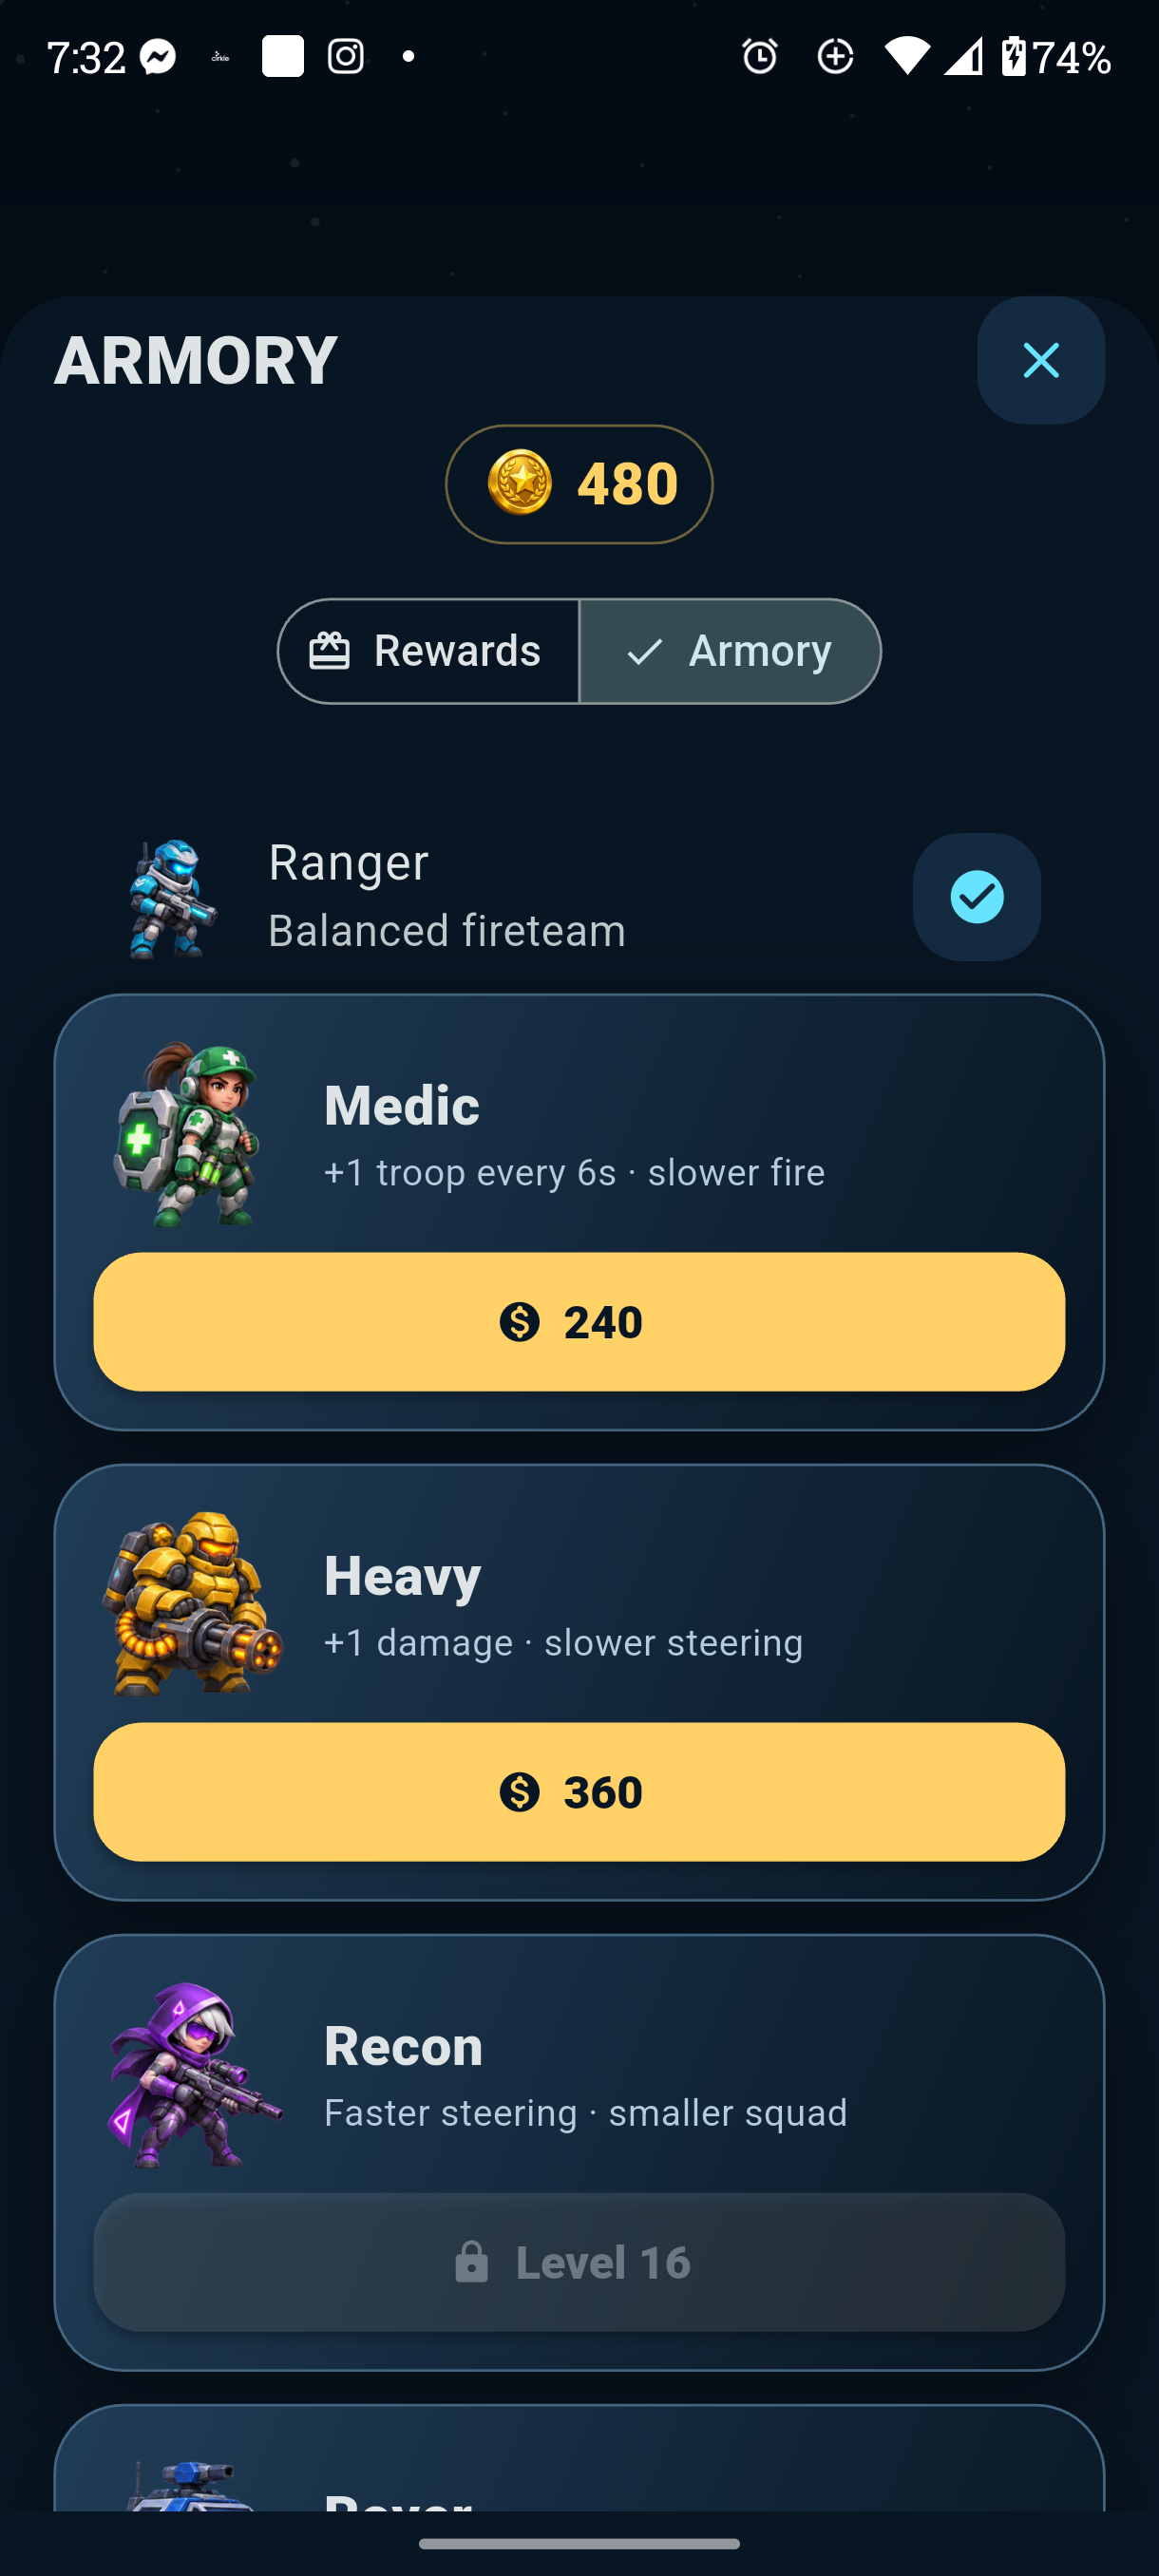 7:32
cirkle
74%
ARMORY
480
Rewards
Armory
Ranger
Balanced fireteam
Medic
+1 troop every 6s · slower fire
240
Heavy
+1 damage · slower steering
360
Recon
Faster steering · smaller squad
Level 16